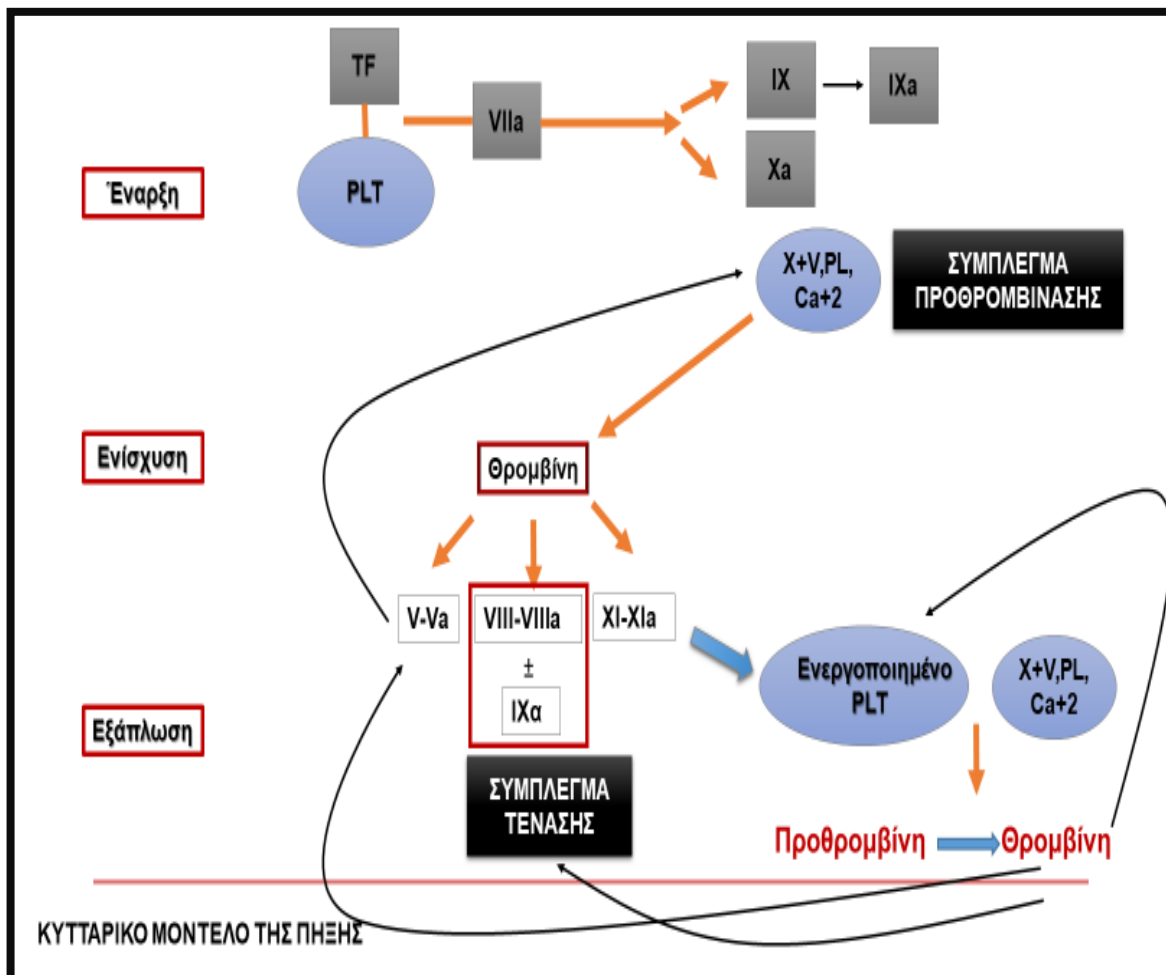 TF
VIIa
IX
IXa
Xa
Έναρξη
PLT
X+V,PL,
Ca+2
ΣΥΜΠΛΕΓΜΑ
ΠΡΟΘΡΟΜΒΙΝΑΣΗΣ
Ενίσχυση
Θρομβίνη
V-Va
VIII-VIIIa
XI-XIa
±
IXα
Εξάπλωση
Ενεργοποιημένο
PLT
X+V,PL,
Ca+2
ΣΥΜΠΛΕΓΜΑ
ΤΕΝΑΣΗΣ
Προθρομβίνη
Θρομβίνη
ΚΥΤΤΑΡΙΚΟ ΜΟΝΤΕΛΟ ΤΗΣ ΠΗΞΗΣ